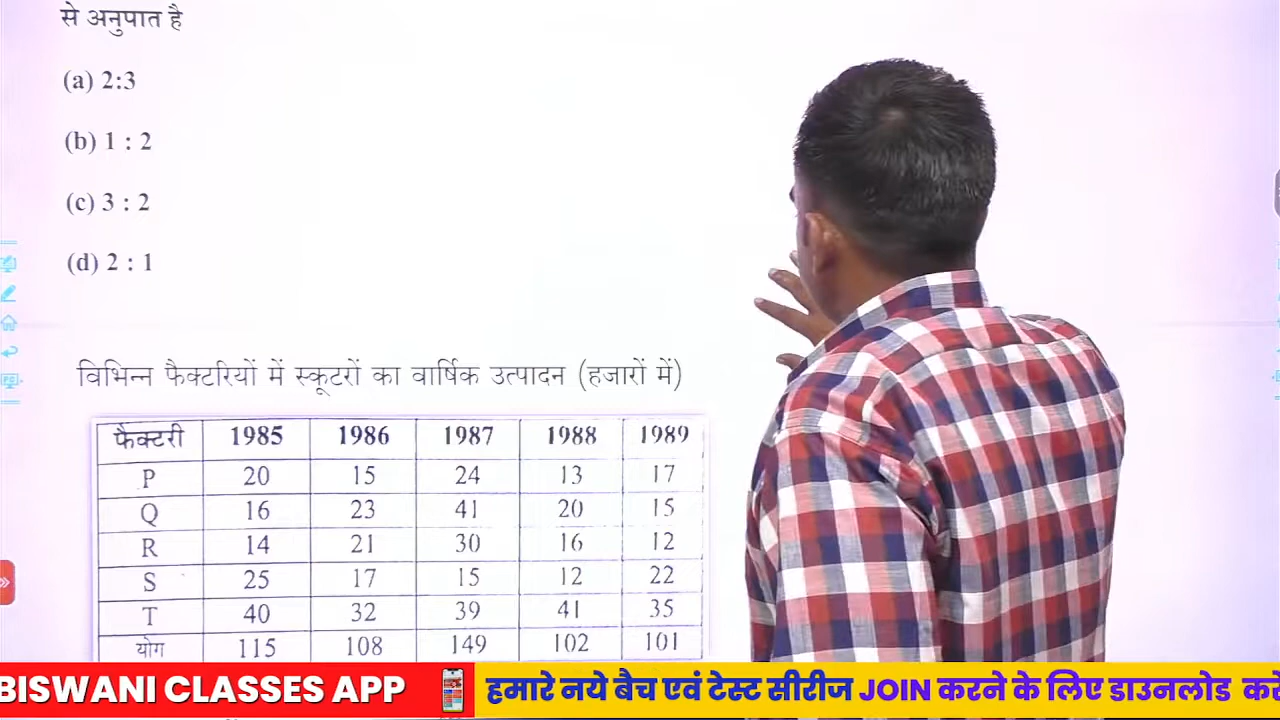 से अनुपात है
(a) 2:3
(b) 1 : 2
(c) 3 : 2
(d) 2 : 1
विभिन्न फैक्टरियों में स्कूटरों का वार्षिक उत्पादन (हजारों में)
फैक्टरी 1985 1986 1987 1988 1989
P 20 15 24 13 17
Q 16 23 41 20 15
R 14 21 30 16 12
S 25 17 15 12 22
T 40 32 39 41 35
योग 115 108 149 102 101
BISWANI CLASSES APP हमारे नये बैच एवं टेस्ट सीरीज JOIN करने के लिए डाउनलोड करे